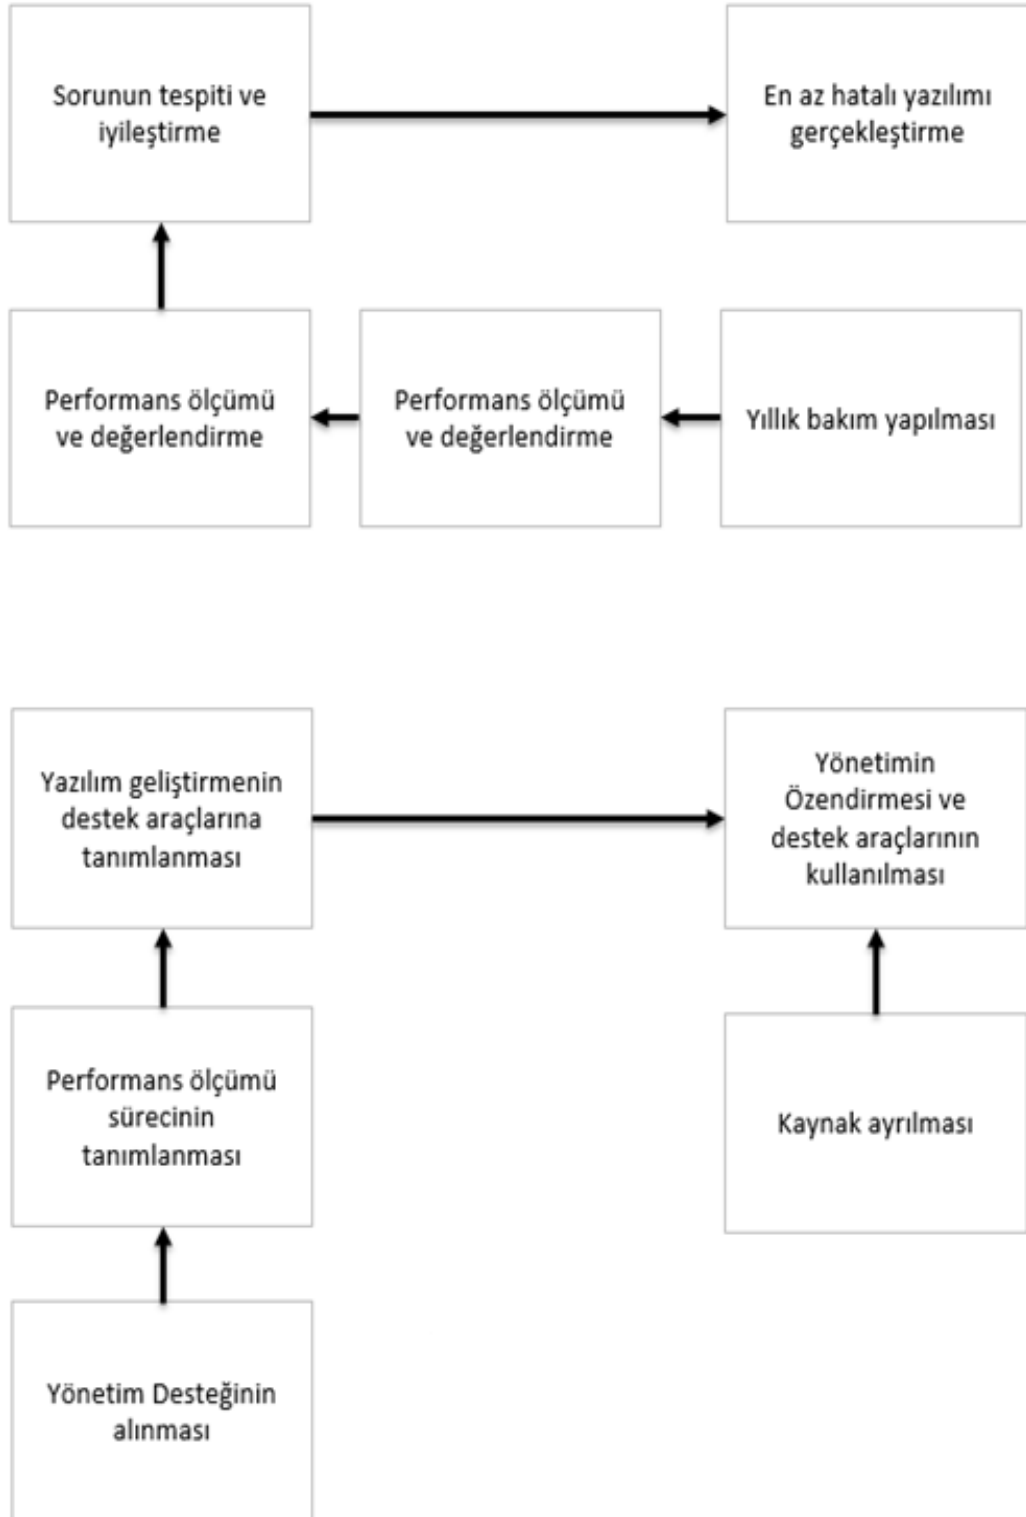 Sorunun tespiti ve
iyileştirme
En az hatalı yazılımı
gerçekleştirme
Performans ölçümü
ve değerlendirme
Performans ölçümü
ve değerlendirme
Yıllık bakım yapılması
Yazılım geliştirmenin
destek araçlarına
tanımlanması
Yönetimin
Özendirmesi ve
destek araçlarının
kullanılması
Performans ölçümü
sürecinin
tanımlanması
Kaynak ayrılması
Yönetim Desteğinin
alınması